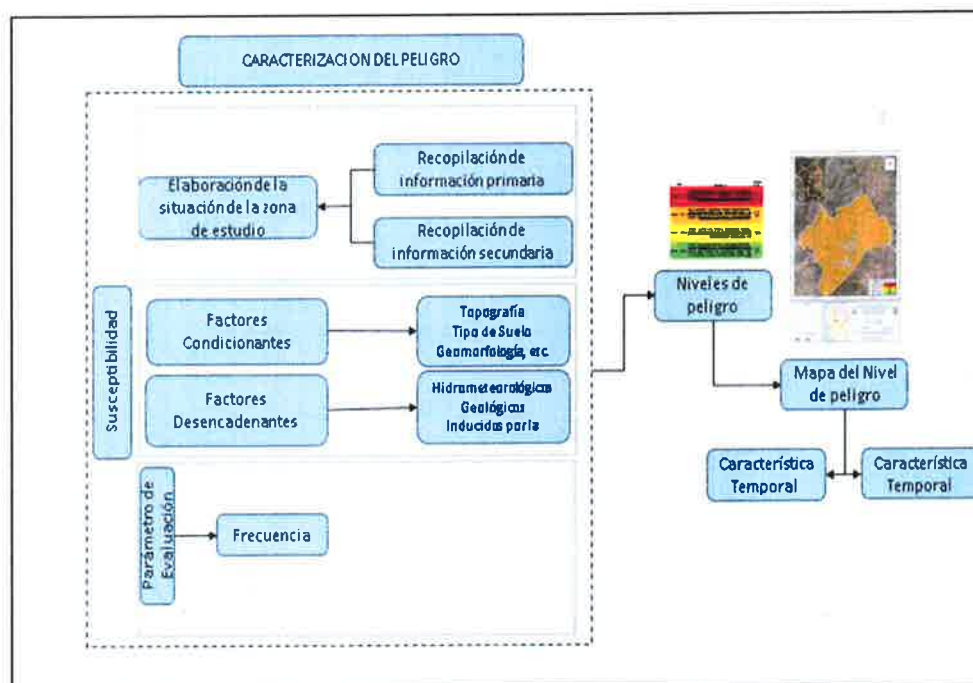 CARACTERIZACION DEL PELIGRO
Elaboración de la
situación de la zona
de estudio
Recopilación de
información primaria
Recopilación de
información secundaria
Susceptibilidad
Factores
Condicionantes
Topografía
Tipo de Suelo
Geomorfología, etc.
Factores
Desencadenantes
Hidrometeorológicos
Geológicos
Inducidos por la
Parámetro de
Evaluación
Frecuencia
Niveles de
peligro
Mapa del Nivel
de peligro
Característica
Temporal
Característica
Temporal